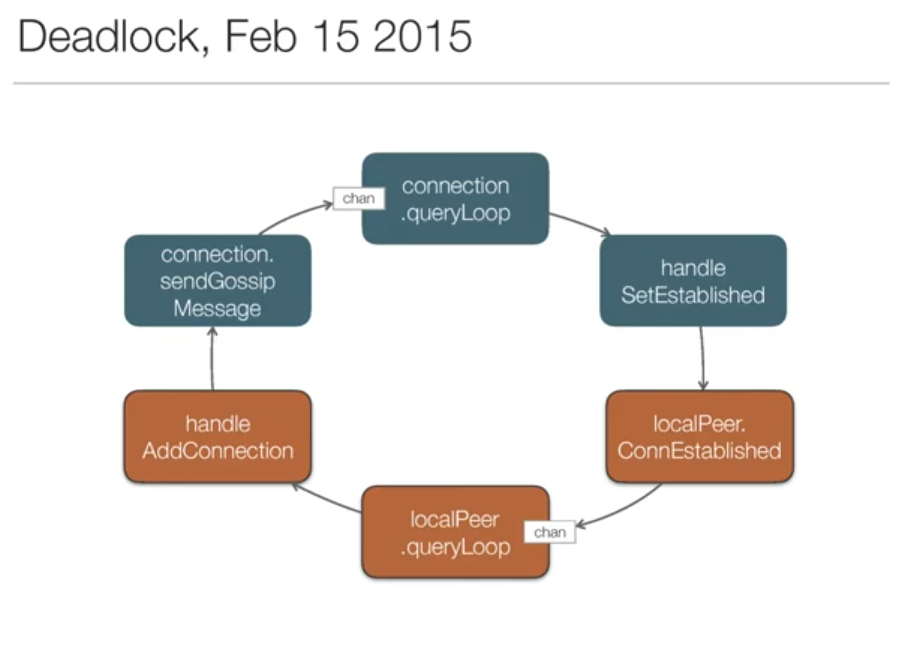 Deadlock, Feb 15 2015
connection
.queryLoop
chan
connection.
sendGossip
Message
handle
SetEstablished
handle
AddConnection
localPeer.
ConnEstablished
localPeer
.queryLoop
chan